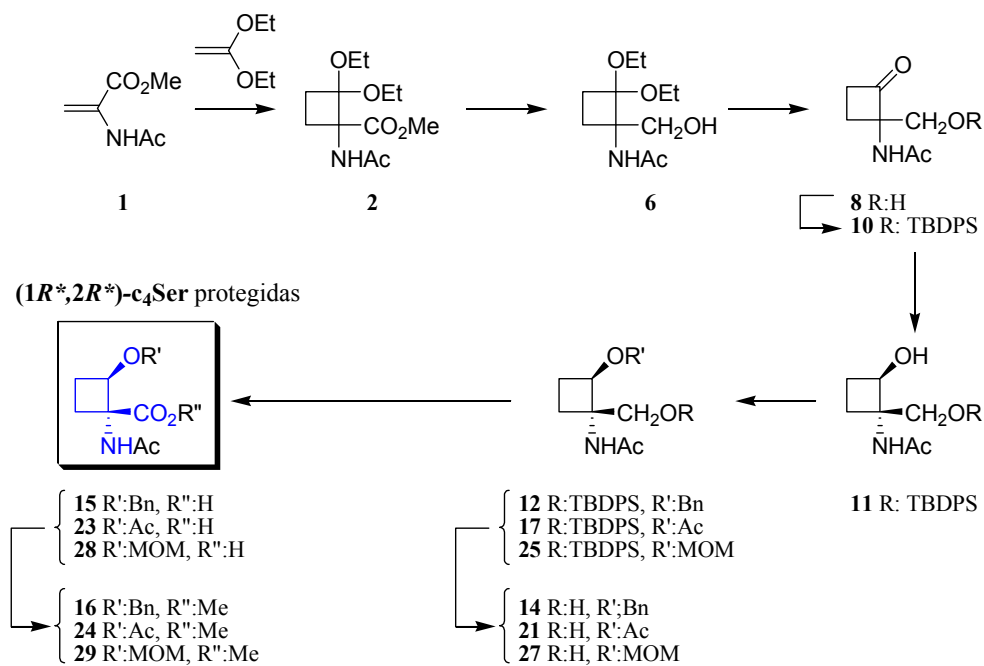 OEt
OEt
CO2Me
NHAc
1
OEt
OEt
CO2Me
NHAc
2
OEt
OEt
CH2OH
NHAc
6
O
CH2OR
NHAc
8 R:H
10 R: TBDPS
(1R*,2R*)-c4Ser protegidas
OR'
CO2R''
NHAc
15 R':Bn, R'':H
23 R':Ac, R'':H
28 R':MOM, R'':H
16 R':Bn, R'':Me
24 R':Ac, R'':Me
29 R':MOM, R'':Me
OR'
CH2OR
NHAc
12 R:TBDPS, R':Bn
17 R:TBDPS, R':Ac
25 R:TBDPS, R':MOM
14 R:H, R';Bn
21 R:H, R':Ac
27 R:H, R':MOM
OH
CH2OR
NHAc
11 R: TBDPS